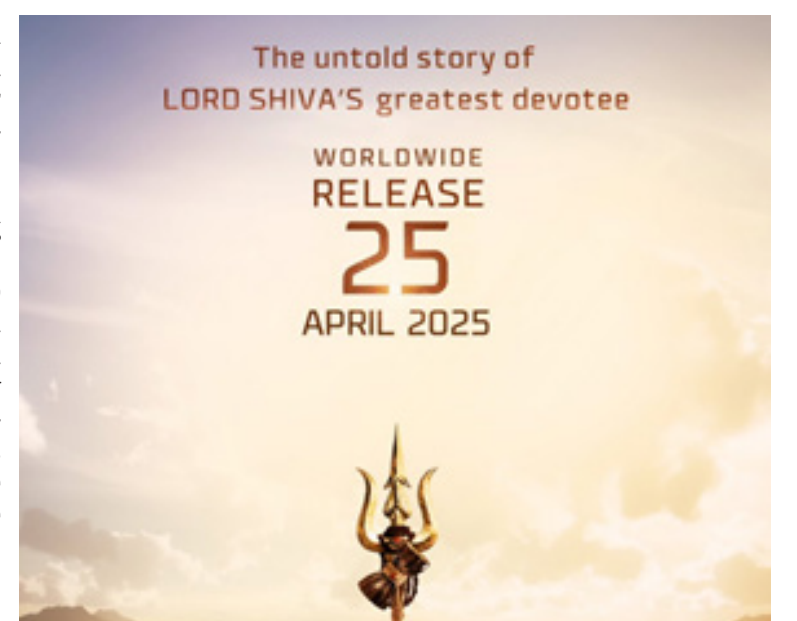 The untold story of
LORD SHIVA'S greatest devotee
WORLDWIDE
RELEASE
25
APRIL 2025